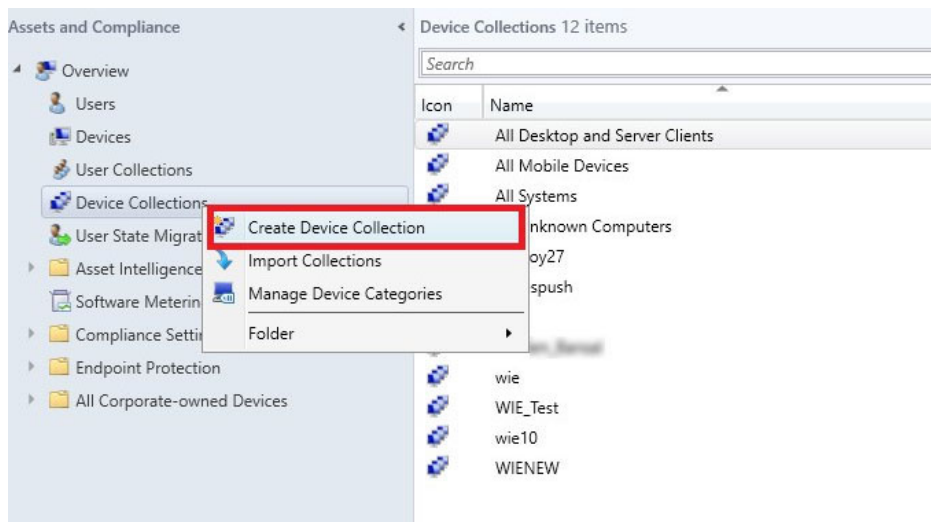 Assets and Compliance
Overview
Users
Devices
User Collections
Device Collections
User State Migrat
Asset Intelligence
Software Meterin
Compliance Setti
Endpoint Protection
All Corporate-owned Devices
Create Device Collection
Import Collections
Manage Device Categories
Folder
Device Collections 12 items
Search
Icon Name
All Desktop and Server Clients
All Mobile Devices
All Systems
nknown Computers
oy27
spush
wie
WIE_Test
wie10
WIENEW